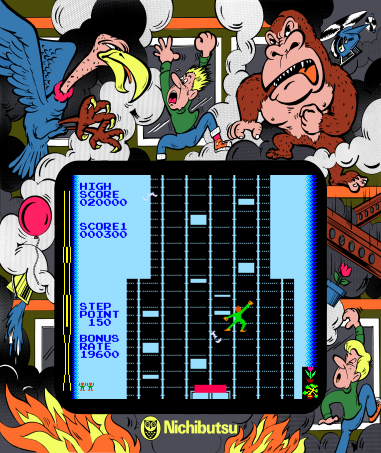 HIGH
SCORE
020000
SCORE1
000300
STEP
POINT
150
BONUS
RATE
19600
Nichibutsu